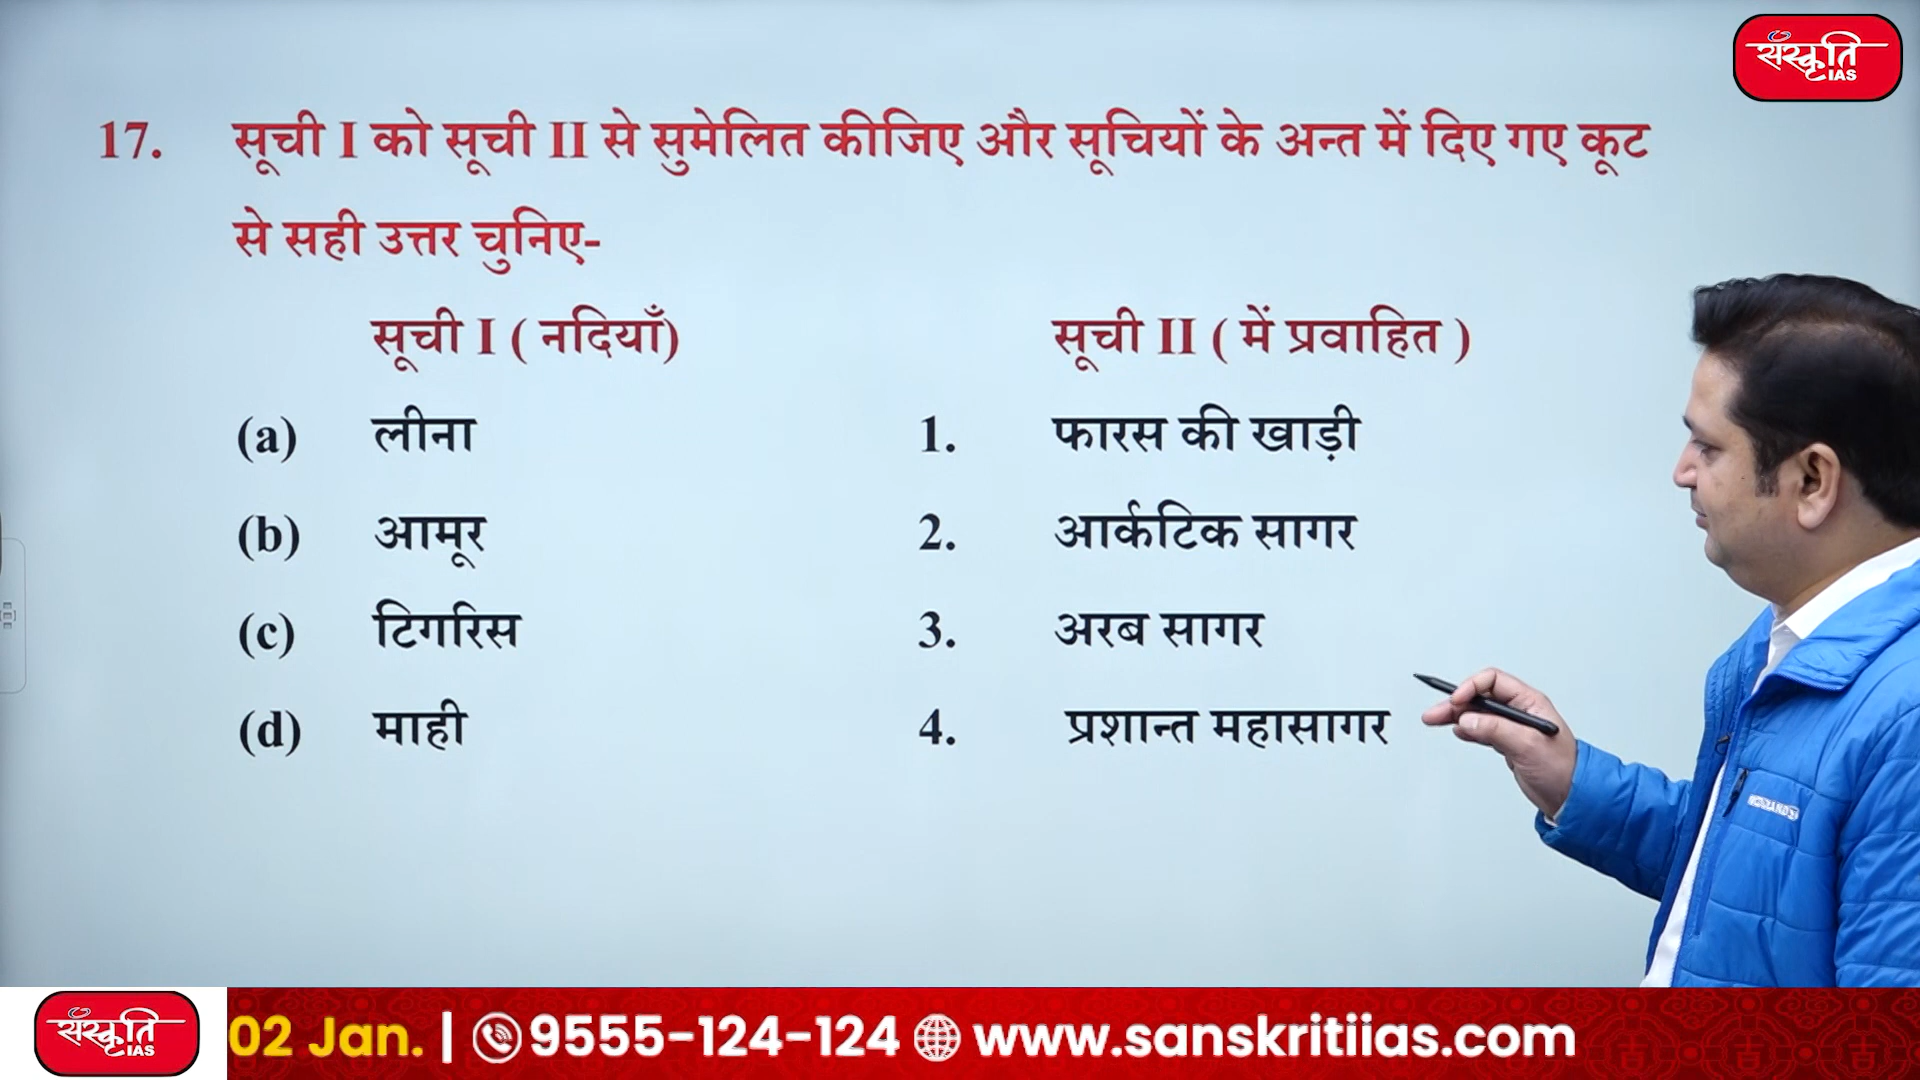 संस्कृति
IAS
17. सूची I को सूची II से सुमेलित कीजिए और सूचियों के अन्त में दिए गए कूट
से सही उत्तर चुनिए-
सूची I ( नदियाँ) सूची II ( में प्रवाहित )
(a) लीना 1. फारस की खाड़ी
(b) आमूर 2. आर्कटिक सागर
(c) टिगरिस 3. अरब सागर
(d) माही 4. प्रशान्त महासागर
संस्कृति
IAS
02 Jan. | 9555-124-124 www.sanskritiias.com